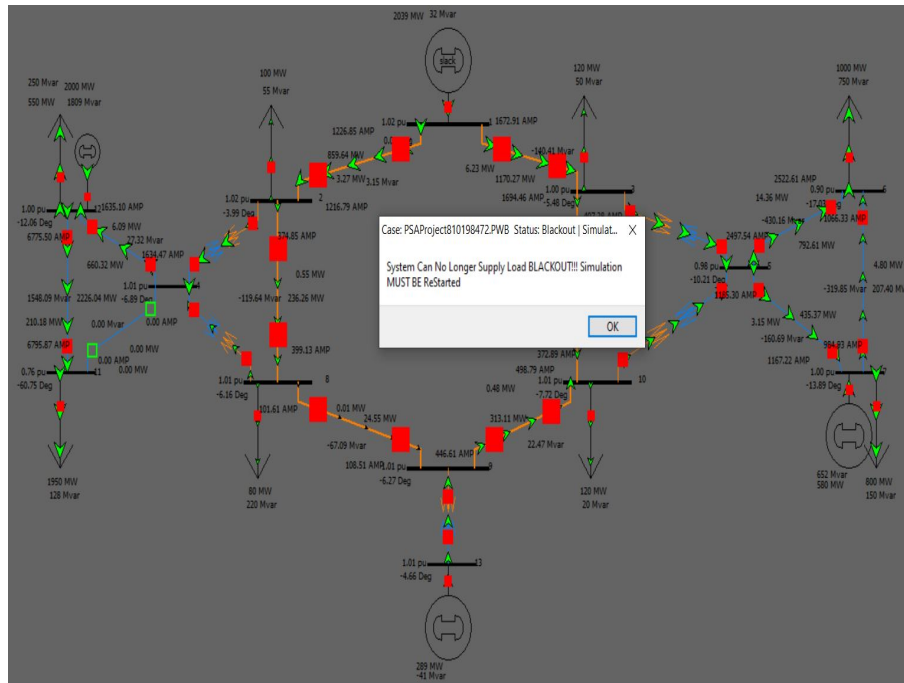 2039 MW 32 Mvar
slack
250 Mvar 2000 MW
550 MW 1809 Mvar
100 MW
55 Mvar
120 MW
50 Mvar
1000 MW
750 Mvar
1.02 pu 1 1672.91 AMP
1226.85 AMP
859.64 MW
3.27 MW 3.15 Mvar
-140.41 Mvar
6.23 MW
1170.27 MW
1.02 pu
-3.99 Deg 2 1216.79 AMP
1694.46 AMP
1.00 pu 3
-5.48 Deg
2522.61 AMP
14.36 MW
0.90 pu 6
1066.33 AMP
-430.16 Mvar
2497.54 AMP
792.61 MW
1.00 pu
-12.06 Deg 1635.10 AMP
6775.50 AMP
6.09 MW
27.32 Mvar
1634.47 AMP
660.32 MW
374.85 AMP
Case: PSAProject810198472.PWB Status: Blackout | Simulat...
System Can No Longer Supply Load BLACKOUT!!! Simulation
MUST BE ReStarted
OK
0.98 pu 5
-10.21 Deg
4.80 MW
-319.85 Mvar
207.40 MW
1548.09 Mvar 2226.04 MW
1.01 pu
-6.89 Deg
0.55 MW
-119.64 Mvar 236.26 MW
435.37 MW
3.15 MW
-160.69 Mvar
1167.22 AMP
210.18 MW
0.00 Mvar
0.00 AMP
6795.87 AMP
0.00 MW
0.00 AMP
0.00 MW
399.13 AMP
372.89 AMP
498.79 AMP
0.76 pu 11
-60.75 Deg
1.01 pu 8
-6.16 Deg
101.61 AMP
0.01 MW
24.55 MW
-67.09 Mvar
0.48 MW
313.11 MW
22.47 Mvar
1.01 pu 10
-7.72 Deg
1.00 pu
-13.89 Deg
446.61 AMP
108.51 AMP
1.01 pu 9
-6.27 Deg
1950 MW
128 Mvar
80 MW
220 Mvar
120 MW
20 Mvar
652 Mvar
580 MW
800 MW
150 Mvar
1.01 pu 13
-4.66 Deg
289 MW
-41 Mvar